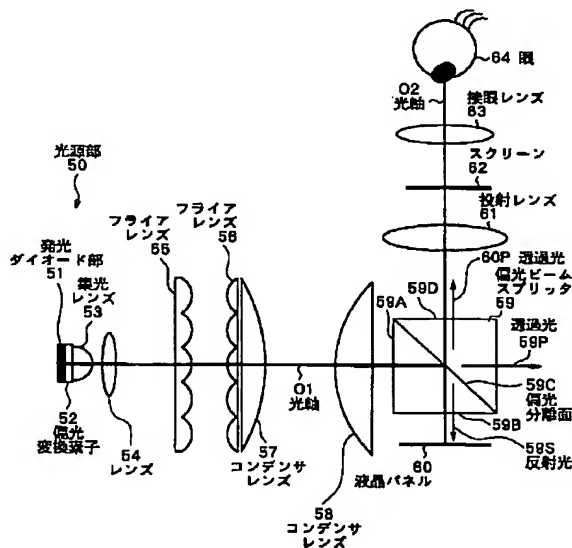 64 眼
O2
光軸
接眼レンズ
63
スクリーン
62
投射レンズ
61
光源部
50
発光
ダイオード部
51
集光
レンズ
53
フライアイ
レンズ
55
フライアイ
レンズ
56
60P 透過光
偏光ビーム
スプリッタ
59
59D
59A
透過光
59P
59C
偏光
分離面
59B
59S
反射光
O1
光軸
52
偏光
変換素子
54
レンズ
57
コンデンサ
レンズ
58
コンデンサ
レンズ
液晶パネル
60